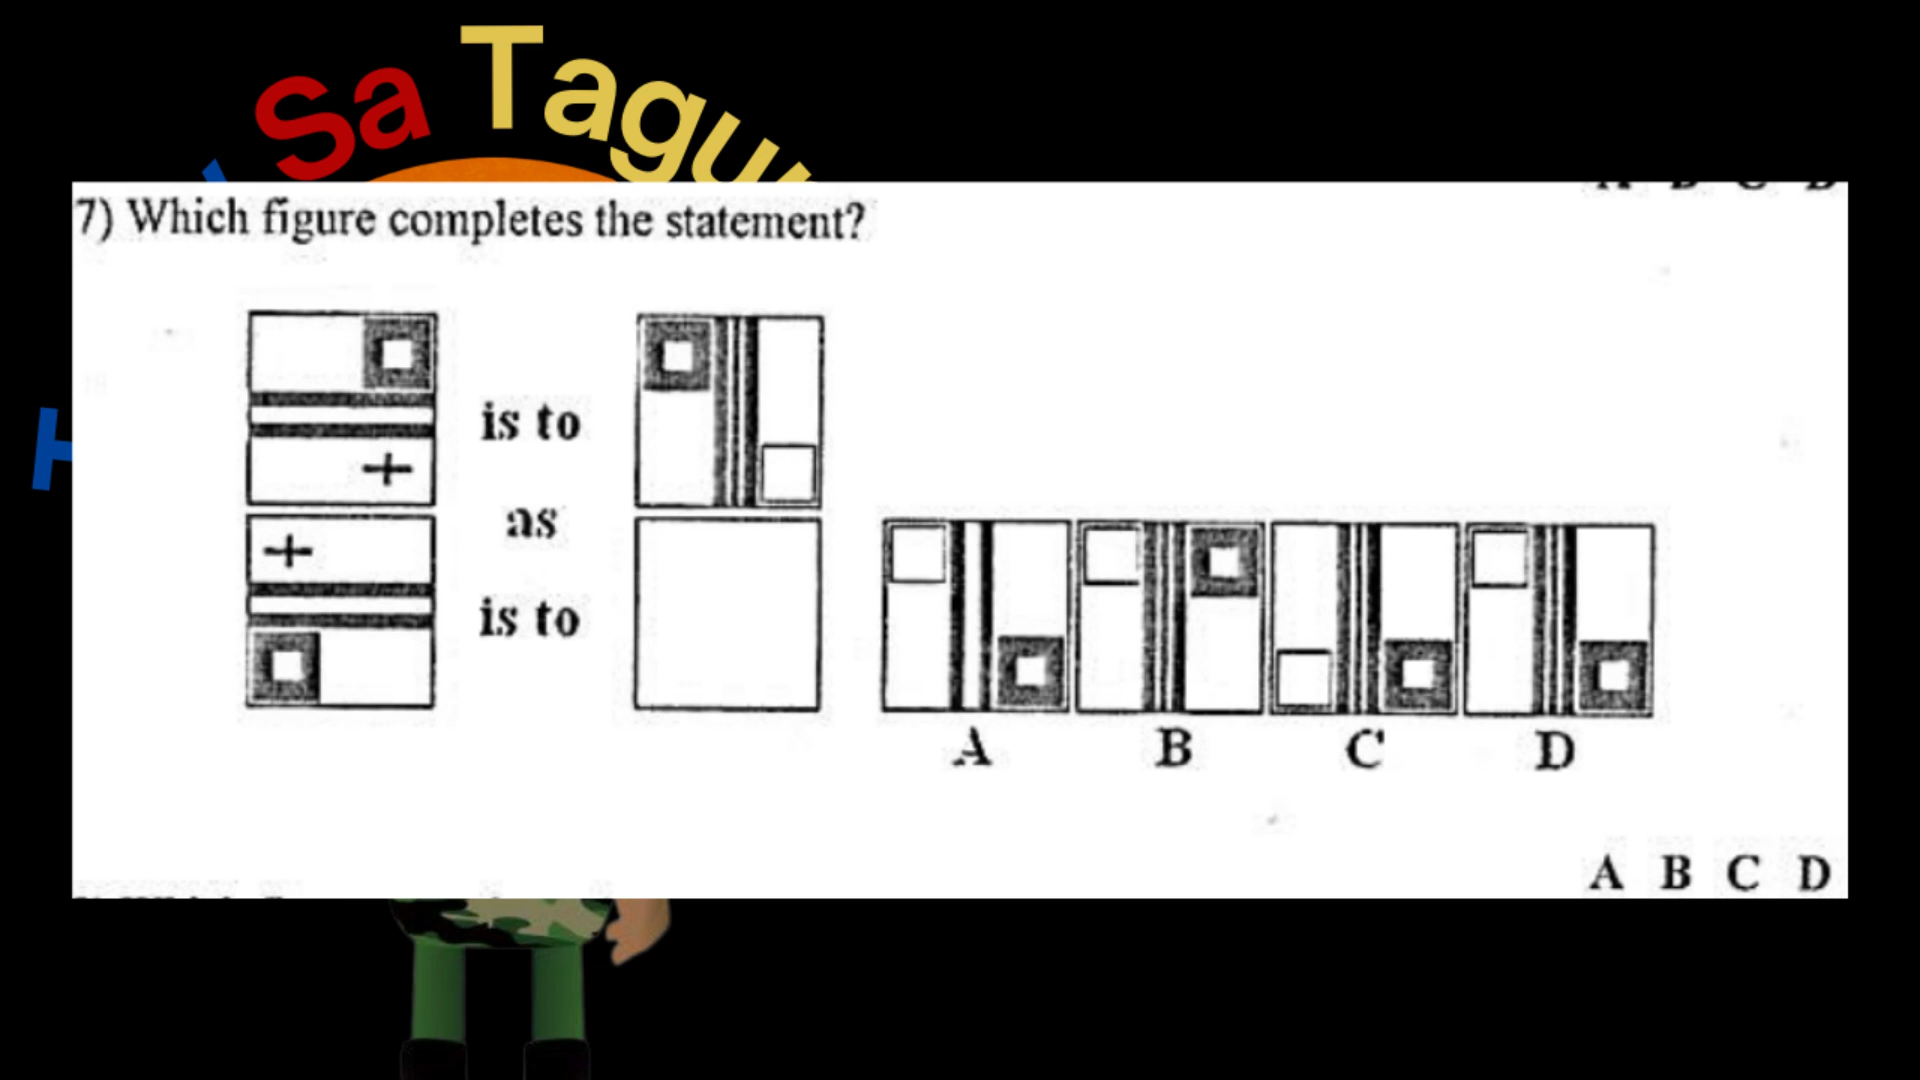 Sa Tagu
H
7) Which figure completes the statement?
is to
as
is to
A B C D
A B C D